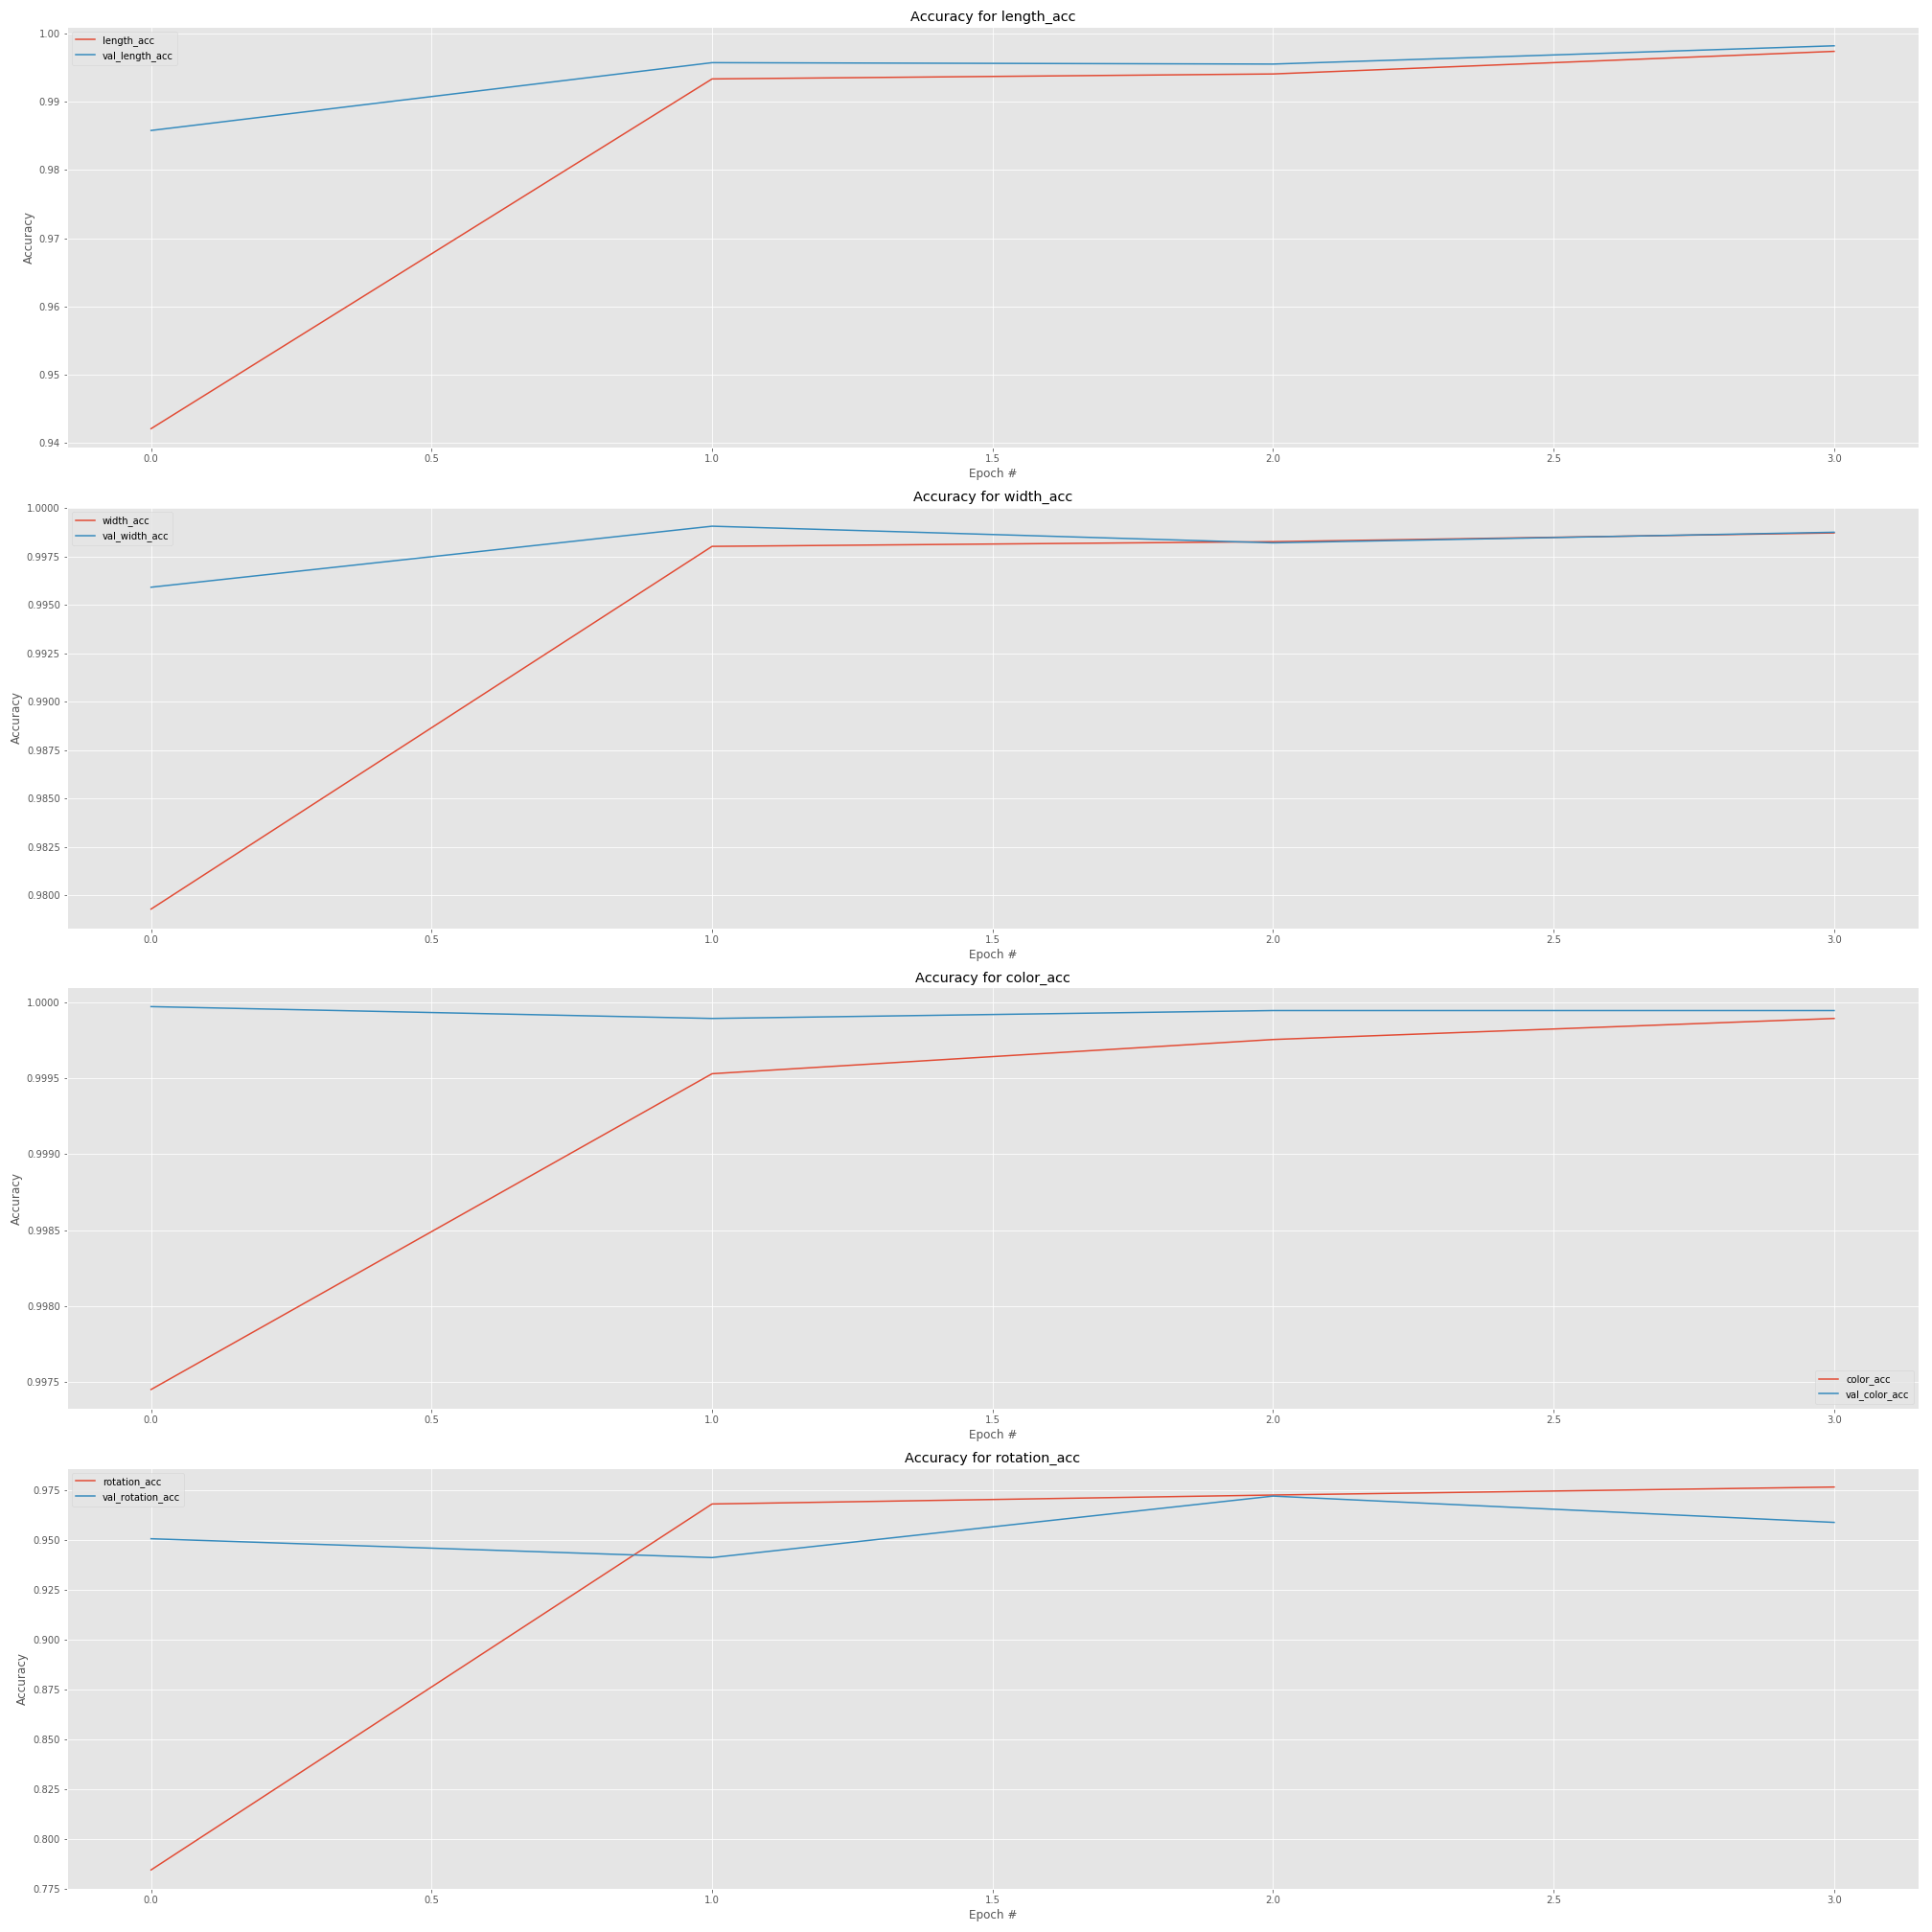 Accuracy for length_acc
length_acc
val_length_acc
1.00
0.99
0.98
0.97
0.96
0.95
0.94
Accuracy
0.0 0.5 1.0 1.5 2.0 2.5 3.0
Epoch #
Accuracy for width_acc
width_acc
val_width_acc
1.0000
0.9975
0.9950
0.9925
0.9900
0.9875
0.9850
0.9825
0.9800
Accuracy
0.0 0.5 1.0 1.5 2.0 2.5 3.0
Epoch #
Accuracy for color_acc
1.0000
0.9995
0.9990
0.9985
0.9980
0.9975
Accuracy
color_acc
val_color_acc
0.0 0.5 1.0 1.5 2.0 2.5 3.0
Epoch #
Accuracy for rotation_acc
rotation_acc
val_rotation_acc
0.975
0.950
0.925
0.900
0.875
0.850
0.825
0.800
0.775
Accuracy
0.0 0.5 1.0 1.5 2.0 2.5 3.0
Epoch #